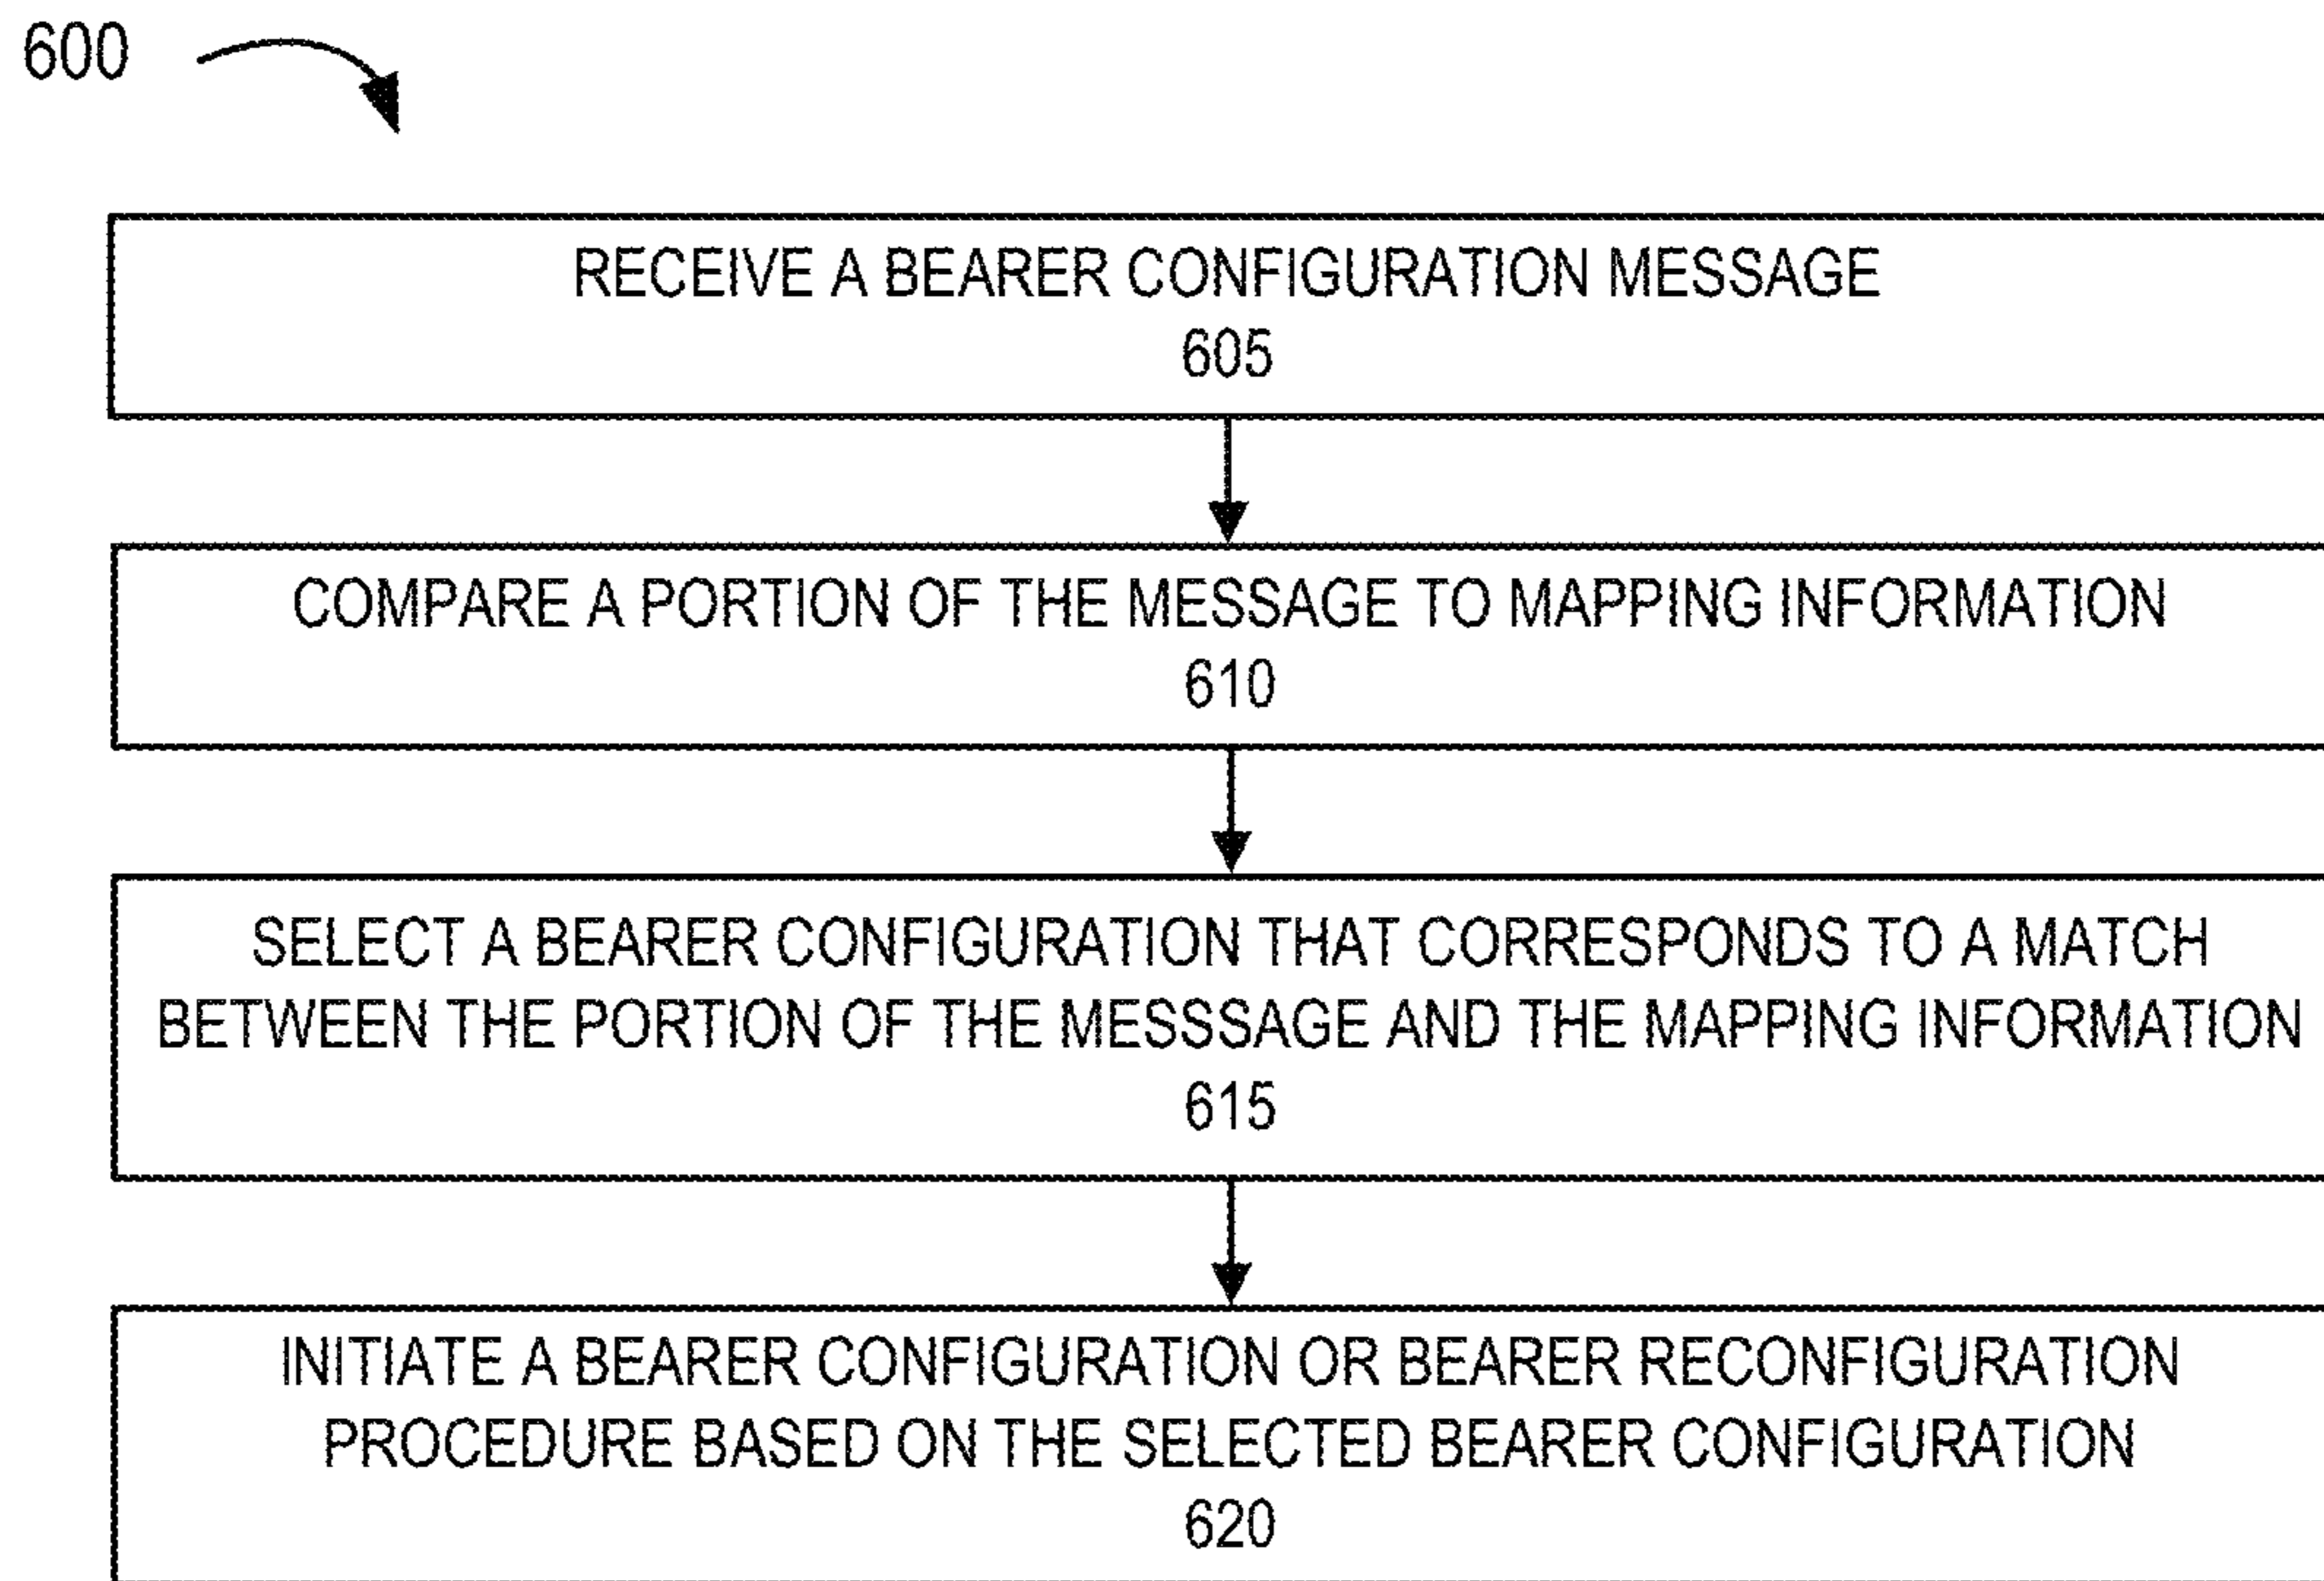 600
RECEIVE A BEARER CONFIGURATION MESSAGE
605
COMPARE A PORTION OF THE MESSAGE TO MAPPING INFORMATION
610
SELECT A BEARER CONFIGURATION THAT CORRESPONDS TO A MATCH
BETWEEN THE PORTION OF THE MESSSAGE AND THE MAPPING INFORMATION
615
INITIATE A BEARER CONFIGURATION OR BEARER RECONFIGURATION
PROCEDURE BASED ON THE SELECTED BEARER CONFIGURATION
620